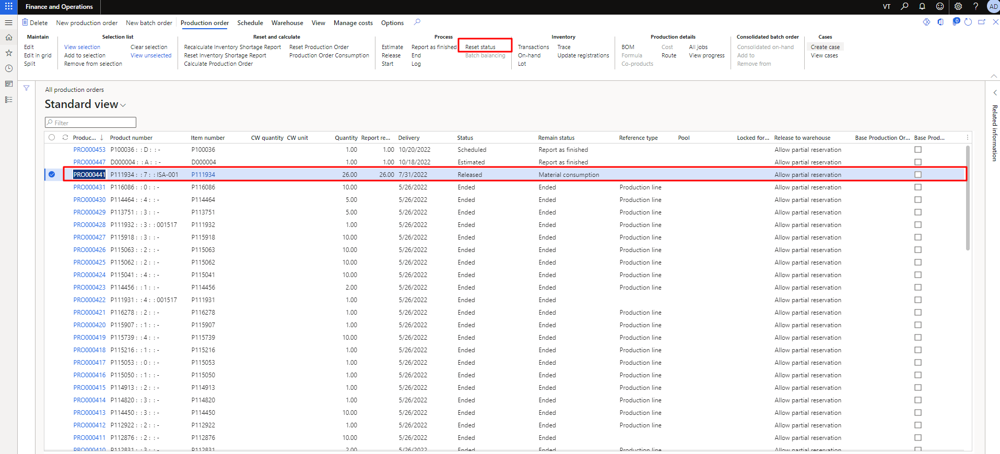 Finance and Operations
VT
AD
Delete New production order New batch order Production order Schedule Warehouse View Manage costs Options
0
Maintain Selection list Reset and calculate Process Inventory Production details Consolidated batch order Cases
Edit View selection Clear selection Recalculate Inventory Shortage Report Reset Production Order Estimate Report as finished Reset status Transactions Trace BOM Cost All jobs Consolidated on-hand Create case
Edit in grid Add to selection View unselected Reset Inventory Shortage Report Production Order Consumption Release End Batch balancing On-hand Update registrations Formula Route View progress Add to View cases
Split Remove from selection Calculate Production Order Start Log Lot Co-products Remove from
All production orders
Standard view
Filter
Related information
Produc... Product number Item number CW quantity CW unit Quantity Report re... Delivery Status Remain status Reference type Pool Locked for... Release to warehouse Base Production Or... Base Prod...
PRO000453 P100036 : : D : : - P100036 1.00 1.00 10/20/2022 Scheduled Report as finished Allow partial reservation
PRO000447 D000004 : : A : : - D000004 1.00 1.00 10/18/2022 Estimated Report as finished Allow partial reservation
PRO000441 P111934 : : 7 : : ISA-001 P111934 26.00 26.00 7/31/2022 Released Material consumption Allow partial reservation
PRO000431 P116086 : : 0 : : - P116086 10.00 5/26/2022 Ended Ended Production line Allow partial reservation
PRO000430 P114464 : : 4 : : - P114464 5.00 5/26/2022 Ended Ended Production line Allow partial reservation
PRO000429 P113751 : : 3 : : - P113751 5.00 5/26/2022 Ended Ended Production line Allow partial reservation
PRO000428 P111932 : : 3 : : 001517 P111932 1.00 5/26/2022 Ended Ended Production line Allow partial reservation
PRO000427 P115918 : : 3 : : - P115918 10.00 5/26/2022 Ended Ended Production line Allow partial reservation
PRO000426 P115063 : : 2 : : - P115063 10.00 5/26/2022 Ended Ended Production line Allow partial reservation
PRO000425 P115062 : : 2 : : - P115062 10.00 5/26/2022 Ended Ended Production line Allow partial reservation
PRO000424 P115041 : : 4 : : - P115041 10.00 5/26/2022 Ended Ended Production line Allow partial reservation
PRO000423 P114456 : : 1 : : - P114456 2.00 5/26/2022 Ended Ended Production line Allow partial reservation
PRO000422 P111931 : : 4 : : 001517 P111931 1.00 5/26/2022 Ended Ended Allow partial reservation
PRO000421 P116278 : : 2 : : - P116278 1.00 5/26/2022 Ended Ended Production line Allow partial reservation
PRO000420 P115907 : : 1 : : - P115907 1.00 5/26/2022 Ended Ended Production line Allow partial reservation
PRO000419 P115739 : : 4 : : - P115739 10.00 5/26/2022 Ended Ended Production line Allow partial reservation
PRO000418 P115216 : : 1 : : - P115216 1.00 5/26/2022 Ended Ended Production line Allow partial reservation
PRO000417 P115053 : : 0 : : - P115053 1.00 5/26/2022 Ended Ended Production line Allow partial reservation
PRO000416 P115050 : : 1 : : - P115050 1.00 5/26/2022 Ended Ended Production line Allow partial reservation
PRO000415 P114913 : : 2 : : - P114913 1.00 5/26/2022 Ended Ended Production line Allow partial reservation
PRO000414 P114820 : : 3 : : - P114820 1.00 5/26/2022 Ended Ended Production line Allow partial reservation
PRO000413 P114450 : : 3 : : - P114450 10.00 5/26/2022 Ended Ended Production line Allow partial reservation
PRO000412 P112922 : : 2 : : - P112922 1.00 5/26/2022 Ended Ended Production line Allow partial reservation
PRO000411 P112876 : : 2 : : - P112876 10.00 5/26/2022 Ended Ended Allow partial reservation
PRO000410 P112831 : : 3 : : - P112831 2.00 5/26/2022 Ended Ended Production line Allow partial reservation